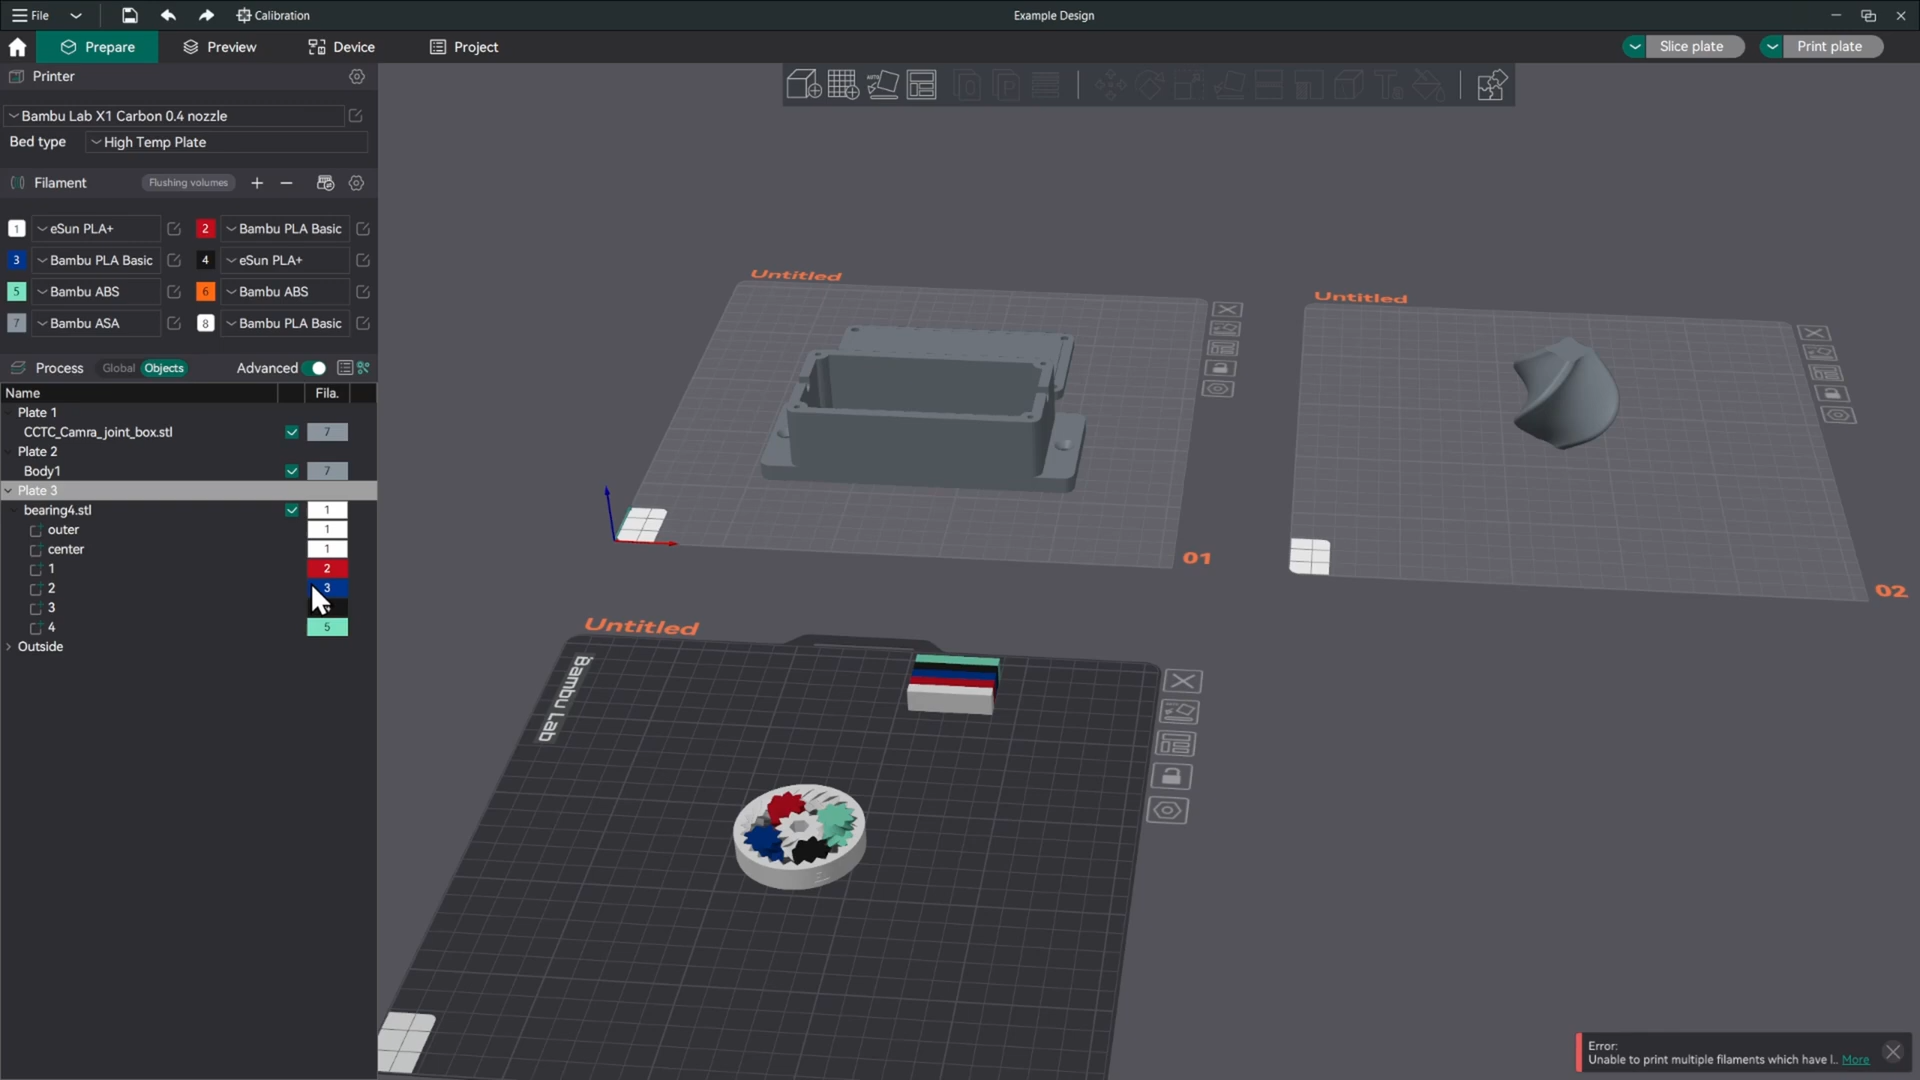 File
Calibration
Example Design
Prepare
Preview
Device
Project
Slice plate
Print plate
Printer
Bambu Lab X1 Carbon 0.4 nozzle
Bed type
High Temp Plate
Filament
Flushing volumes
1
eSun PLA+
2
Bambu PLA Basic
3
Bambu PLA Basic
4
eSun PLA+
5
Bambu ABS
6
Bambu ABS
7
Bambu ASA
8
Bambu PLA Basic
Process
Global
Objects
Advanced
Name
Fila.
Plate 1
CCTC_Camra_joint_box.stl
7
Plate 2
Body1
7
Plate 3
bearing4.stl
1
outer
1
center
1
1
2
2
3
3
4
5
Outside
AUTO
Untitled
01
Untitled
02
Untitled
Bambu Lab
Error:
Unable to print multiple filaments which have l.. More